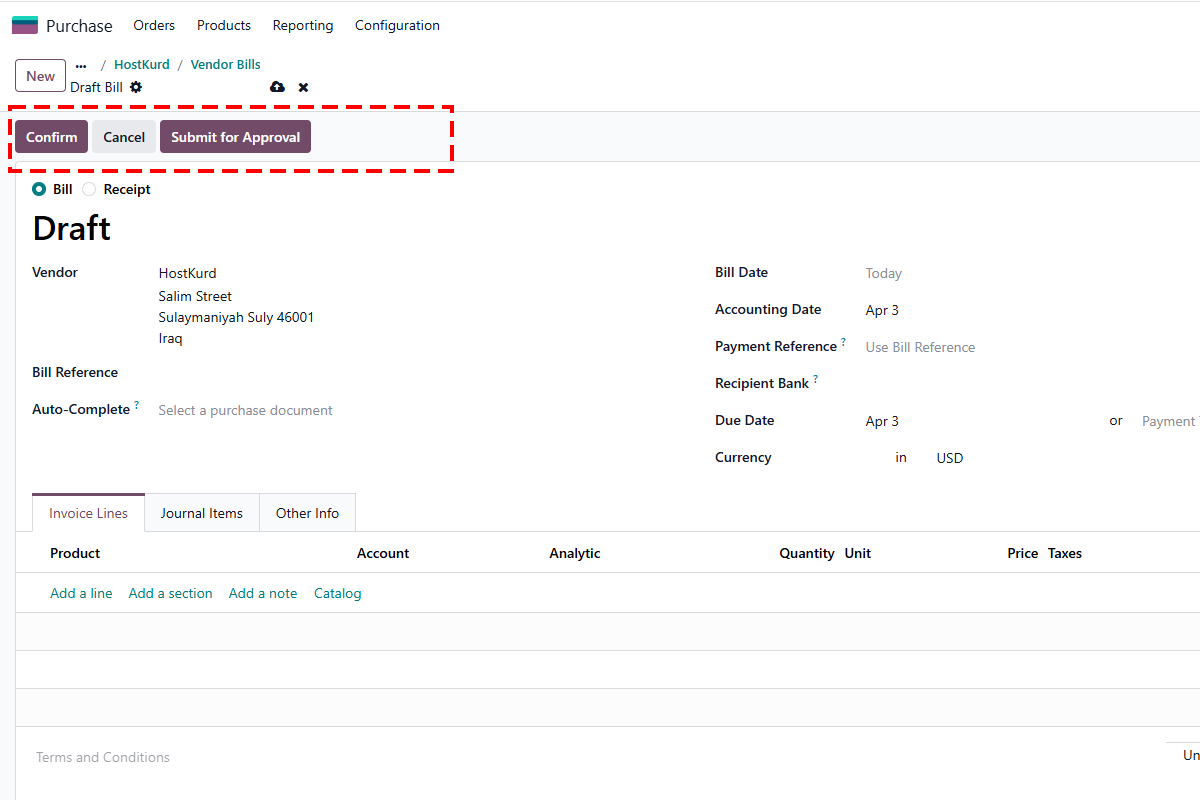 Purchase Orders Products Reporting Configuration
New ... / HostKurd / Vendor Bills
Draft Bill
Confirm Cancel Submit for Approval
Bill Receipt
Draft
Vendor HostKurd
Salim Street
Sulaymaniyah Suly 46001
Iraq
Bill Reference
Auto-Complete ? Select a purchase document
Bill Date Today
Accounting Date Apr 3
Payment Reference ? Use Bill Reference
Recipient Bank ?
Due Date Apr 3 or Payment
Currency in USD
Invoice Lines Journal Items Other Info
Product Account Analytic Quantity Unit Price Taxes
Add a line Add a section Add a note Catalog
Terms and Conditions
Un